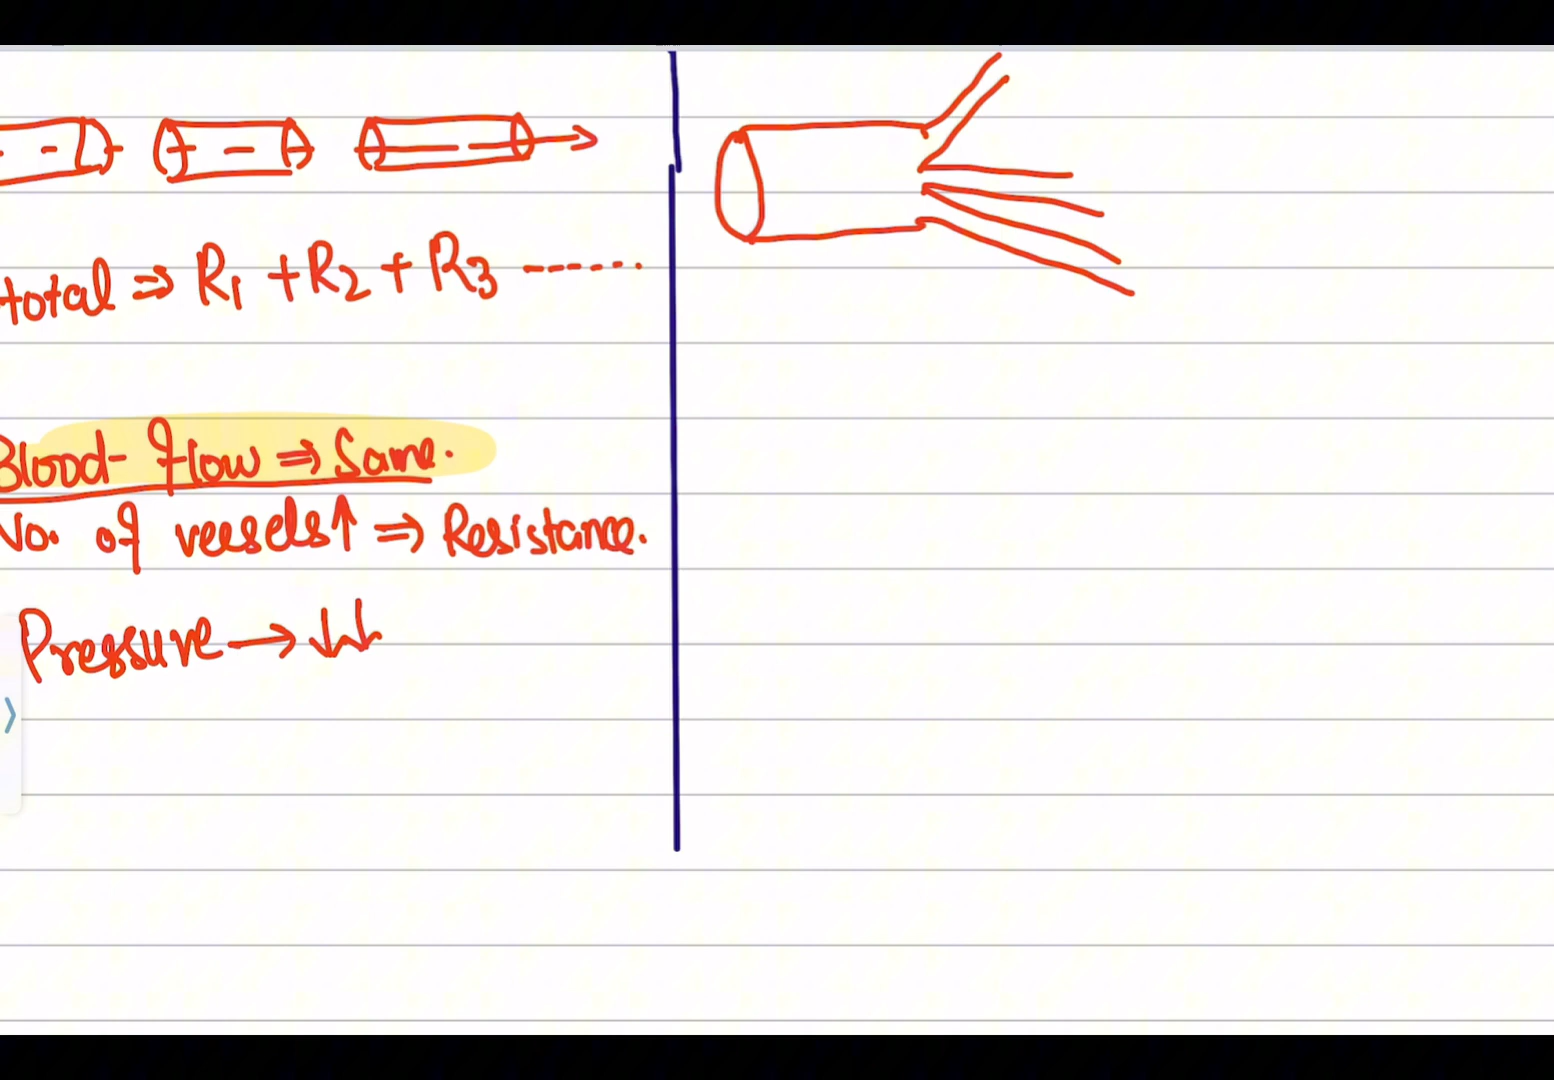 total ⇒ R1 + R2 + R3 ------
Blood-flow ⇒ Same.
No. of vessels↑ ⇒ Resistance.
Pressure → ↓↓